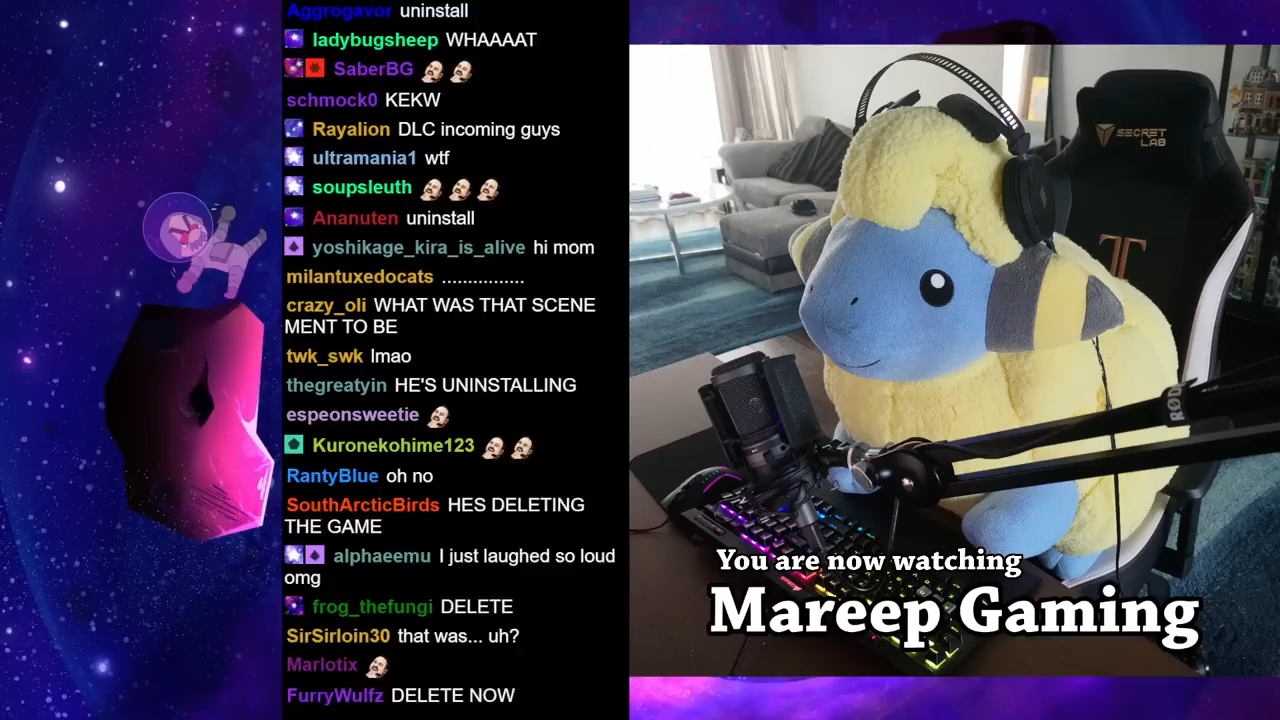 Aggrogavor uninstall
ladybugsheep WHAAAAT
SaberBG
schmock0 KEKW
Rayalion DLC incoming guys
ultramania1 wtf
soupsleuth
Ananuten uninstall
yoshikage_kira_is_alive hi mom
milantuxedocats ................
crazy_oli WHAT WAS THAT SCENE
MENT TO BE
twk_swk lmao
thegreatyin HE'S UNINSTALLING
espeonsweetie
Kuronekohime123
RantyBlue oh no
SouthArcticBirds HES DELETING
THE GAME
alphaeemu I just laughed so loud
omg
frog_thefungi DELETE
SirSirloin30 that was... uh?
Marlotix
FurryWulfz DELETE NOW
SECRET
LAB
T
RØDE
You are now watching
Mareep Gaming